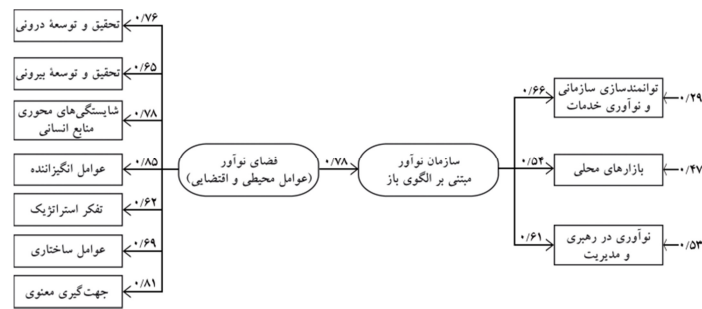 تحقیق و توسعۀ درونی
۰/۷۶
تحقیق و توسعۀ بیرونی
۰/۶۵
شایستگی‌های محوری
منابع انسانی
۰/۷۸
عوامل انگیزاننده
۰/۸۵
تفکر استراتژیک
۰/۶۲
عوامل ساختاری
۰/۶۹
جهت‌گیری معنوی
۰/۸۱
فضای نوآور
(عوامل محیطی و اقتضایی)
۰/۷۸
سازمان نوآور
مبتنی بر الگوی باز
۰/۶۶
توانمندسازی سازمانی
و نوآوری خدمات
۰/۲۹
۰/۵۴
بازارهای محلی
۰/۴۷
۰/۶۱
نوآوری در رهبری
و مدیریت
۰/۵۳